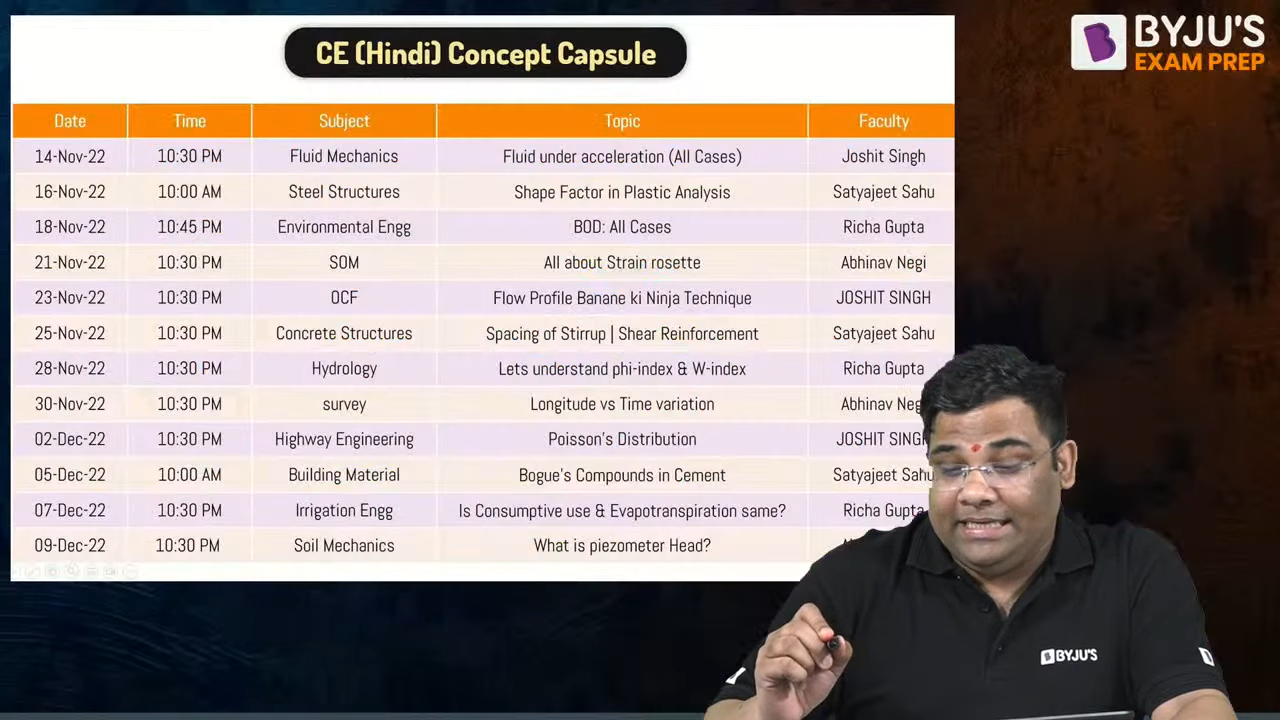 CE (Hindi) Concept Capsule
BYJU'S
EXAM PREP
Date Time Subject Topic Faculty
14-Nov-22 10:30 PM Fluid Mechanics Fluid under acceleration (All Cases) Joshit Singh
16-Nov-22 10:00 AM Steel Structures Shape Factor in Plastic Analysis Satyajeet Sahu
18-Nov-22 10:45 PM Environmental Engg BOD: All Cases Richa Gupta
21-Nov-22 10:30 PM SOM All about Strain rosette Abhinav Negi
23-Nov-22 10:30 PM OCF Flow Profile Banane ki Ninja Technique JOSHIT SINGH
25-Nov-22 10:30 PM Concrete Structures Spacing of Stirrup | Shear Reinforcement Satyajeet Sahu
28-Nov-22 10:30 PM Hydrology Lets understand phi-index & W-index Richa Gupta
30-Nov-22 10:30 PM survey Longitude vs Time variation Abhinav Neg
02-Dec-22 10:30 PM Highway Engineering Poisson's Distribution JOSHIT SINGH
05-Dec-22 10:00 AM Building Material Bogue's Compounds in Cement Satyajeet Sahu
07-Dec-22 10:30 PM Irrigation Engg Is Consumptive use & Evapotranspiration same? Richa Gupta
09-Dec-22 10:30 PM Soil Mechanics What is piezometer Head?
BYJU'S